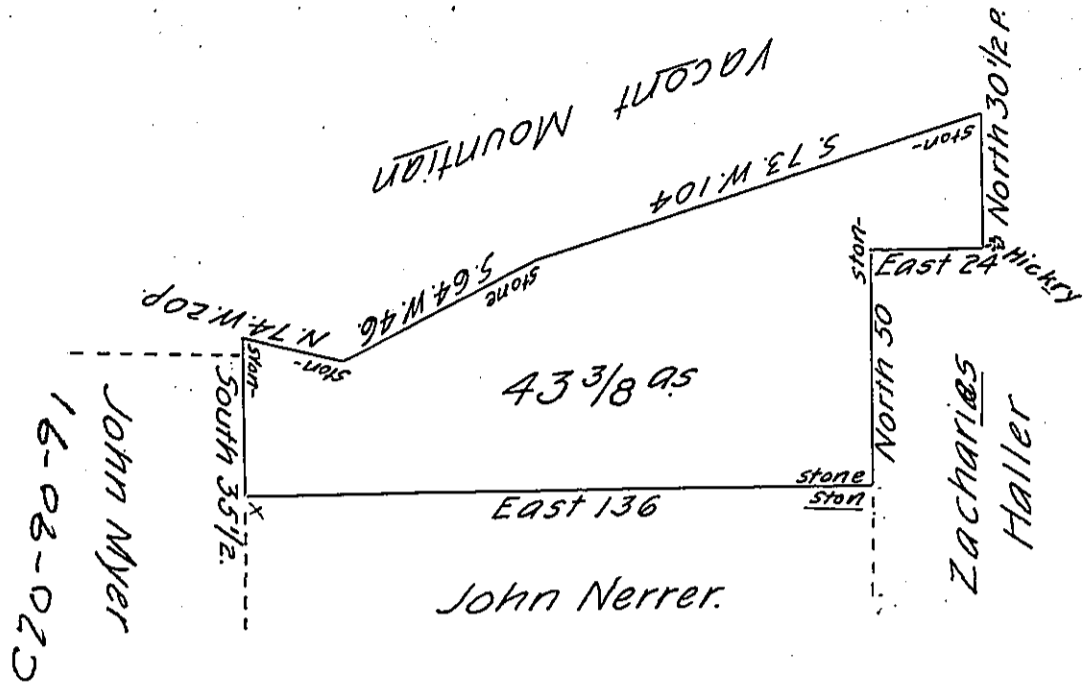 Vacant Mountian
North 30 1/2 P.
S. 73. W. 104
ston-
ston-
East 24
Hickry
S. 64. W. 46.
stone
N. 74. W. 20p.
ston-
ston-
South 35 1/2.
43 3/8 as
North 50
Zacharias
Haller
stone
ston
x
East 136
John Myer
John Nerrer.
C20-80-91